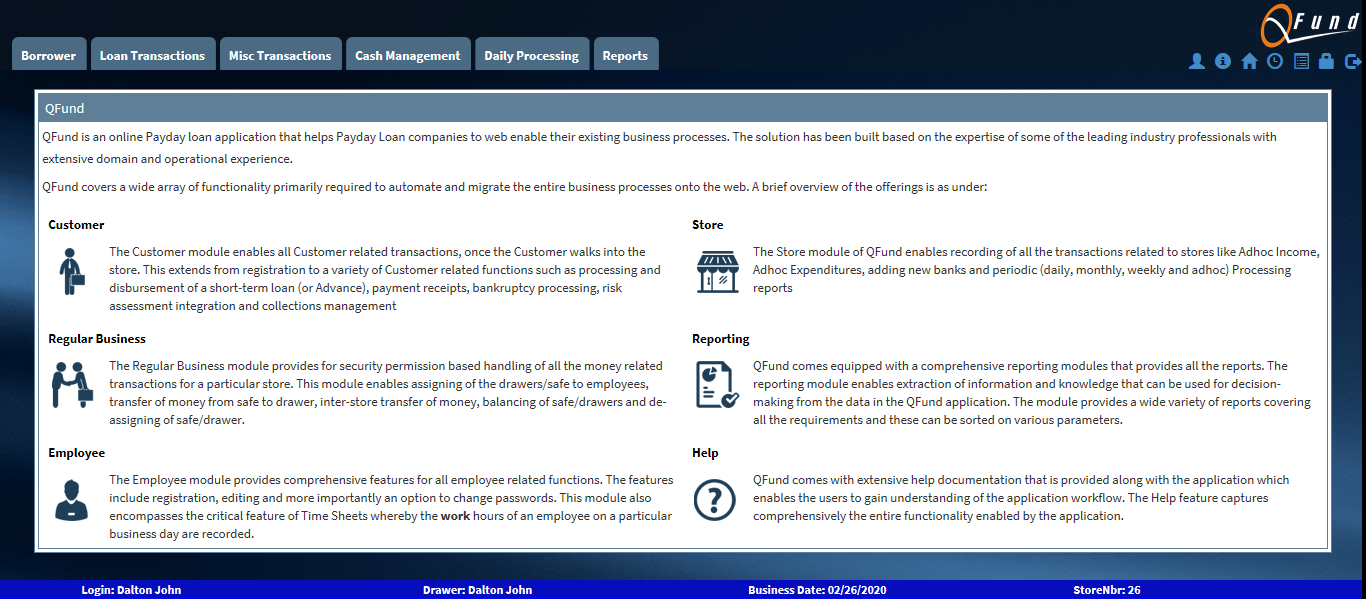 QFund
Borrower
Loan Transactions
Misc Transactions
Cash Management
Daily Processing
Reports
QFund
QFund is an online Payday loan application that helps Payday Loan companies to web enable their existing business processes. The solution has been built based on the expertise of some of the leading industry professionals with
extensive domain and operational experience.
QFund covers a wide array of functionality primarily required to automate and migrate the entire business processes onto the web. A brief overview of the offerings is as under:
Customer
The Customer module enables all Customer related transactions, once the Customer walks into the
store. This extends from registration to a variety of Customer related functions such as processing and
disbursement of a short-term loan (or Advance), payment receipts, bankruptcy processing, risk
assessment integration and collections management
Store
The Store module of QFund enables recording of all the transactions related to stores like Adhoc Income,
Adhoc Expenditures, adding new banks and periodic (daily, monthly, weekly and adhoc) Processing
reports
Regular Business
The Regular Business module provides for security permission based handling of all the money related
transactions for a particular store. This module enables assigning of the drawers/safe to employees,
transfer of money from safe to drawer, inter-store transfer of money, balancing of safe/drawers and de-
assigning of safe/drawer.
Reporting
QFund comes equipped with a comprehensive reporting modules that provides all the reports. The
reporting module enables extraction of information and knowledge that can be used for decision-
making from the data in the QFund application. The module provides a wide variety of reports covering
all the requirements and these can be sorted on various parameters.
Employee
The Employee module provides comprehensive features for all employee related functions. The features
include registration, editing and more importantly an option to change passwords. This module also
encompasses the critical feature of Time Sheets whereby the work hours of an employee on a particular
business day are recorded.
Help
QFund comes with extensive help documentation that is provided along with the application which
enables the users to gain understanding of the application workflow. The Help feature captures
comprehensively the entire functionality enabled by the application.
Login: Dalton John
Drawer: Dalton John
Business Date: 02/26/2020
StoreNbr: 26